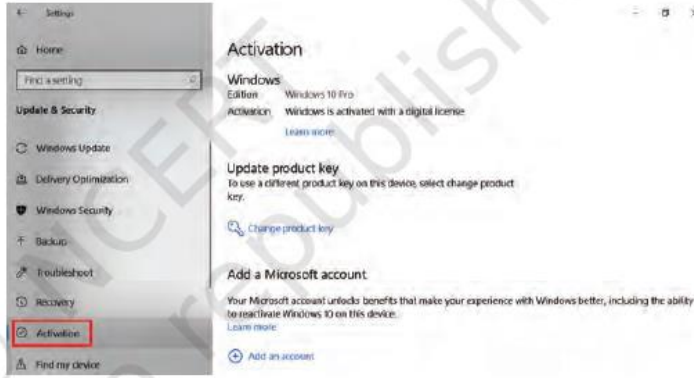 Settings
Home
Find a setting
Update & Security
Windows Update
Delivery Optimization
Windows Security
Backup
Troubleshoot
Recovery
Activation
Find my device
Activation
Windows
Edition Windows 10 Pro
Activation Windows is activated with a digital license
Learn more
Update product key
To use a different product key on this device, select change product
key.
Change product key
Add a Microsoft account
Your Microsoft account unlocks benefits that make your experience with Windows better, including the ability
to reactivate Windows 10 on this device.
Learn more
Add an account
NCERT
republish